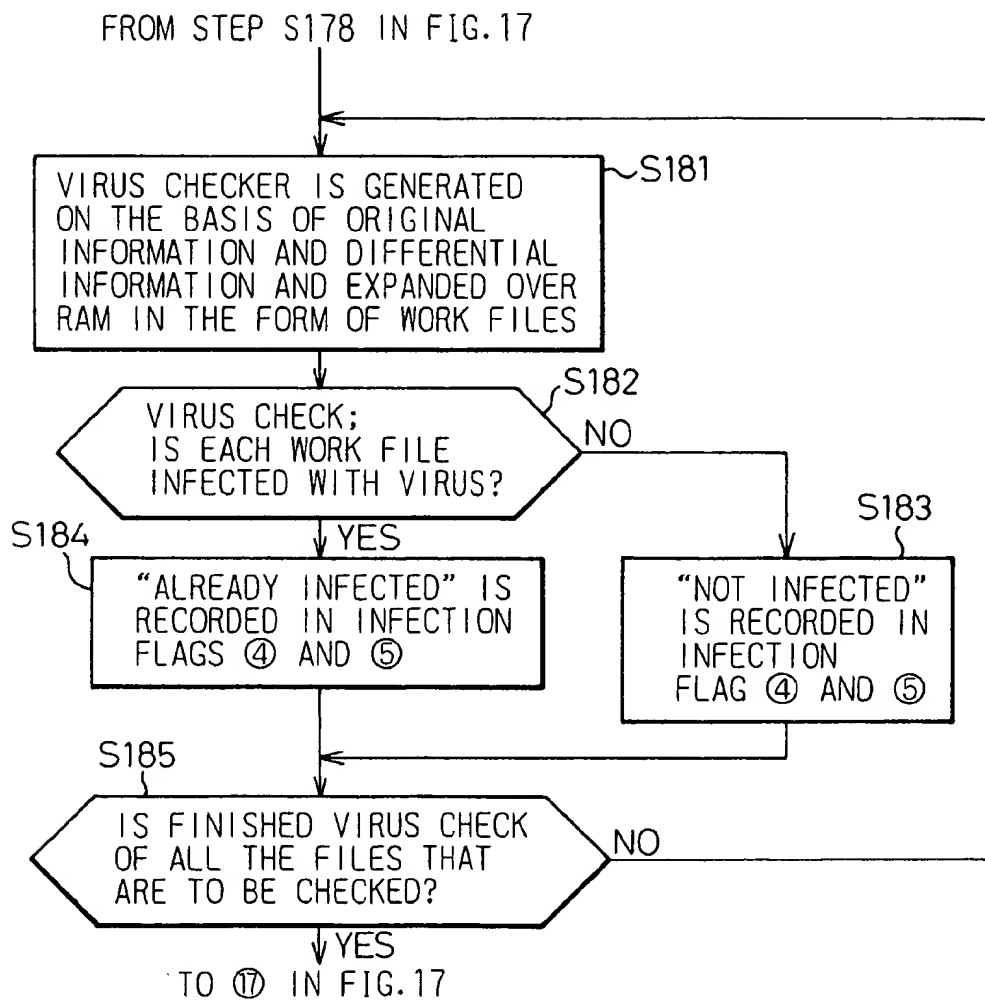 FROM STEP S178 IN FIG.17
S181
VIRUS CHECKER IS GENERATED
ON THE BASIS OF ORIGINAL
INFORMATION AND DIFFERENTIAL
INFORMATION AND EXPANDED OVER
RAM IN THE FORM OF WORK FILES
S182
VIRUS CHECK;
IS EACH WORK FILE
INFECTED WITH VIRUS?
NO
YES
S184
"ALREADY INFECTED" IS
RECORDED IN INFECTION
FLAGS ④ AND ⑤
S183
"NOT INFECTED"
IS RECORDED IN
INFECTION
FLAG ④ AND ⑤
S185
IS FINISHED VIRUS CHECK
OF ALL THE FILES THAT
ARE TO BE CHECKED?
NO
YES
TO ⑰ IN FIG.17